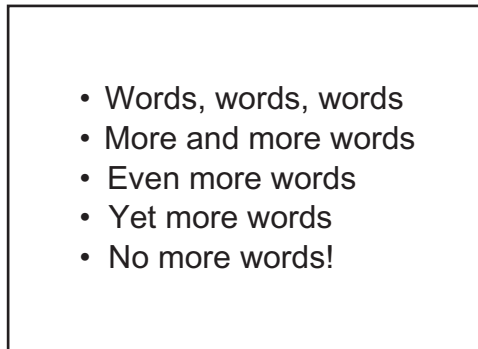 • Words, words, words
• More and more words
• Even more words
• Yet more words
• No more words!